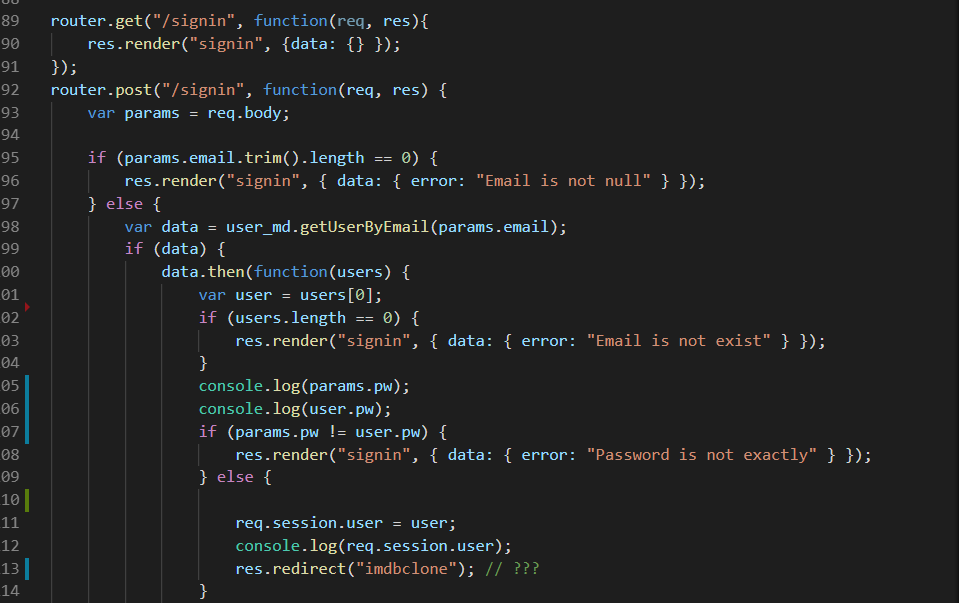 89 router.get("/signin", function(req, res){
90     res.render("signin", {data: {} });
91 });
92 router.post("/signin", function(req, res) {
93     var params = req.body;
94
95     if (params.email.trim().length == 0) {
96         res.render("signin", { data: { error: "Email is not null" } });
97     } else {
98         var data = user_md.getUserByEmail(params.email);
99         if (data) {
00             data.then(function(users) {
01                 var user = users[0];
02                 if (users.length == 0) {
03                     res.render("signin", { data: { error: "Email is not exist" } });
04                 }
05                 console.log(params.pw);
06                 console.log(user.pw);
07                 if (params.pw != user.pw) {
08                     res.render("signin", { data: { error: "Password is not exactly" } });
09                 } else {
10
11                     req.session.user = user;
12                     console.log(req.session.user);
13                     res.redirect("imdbclone"); // ???
14                 }